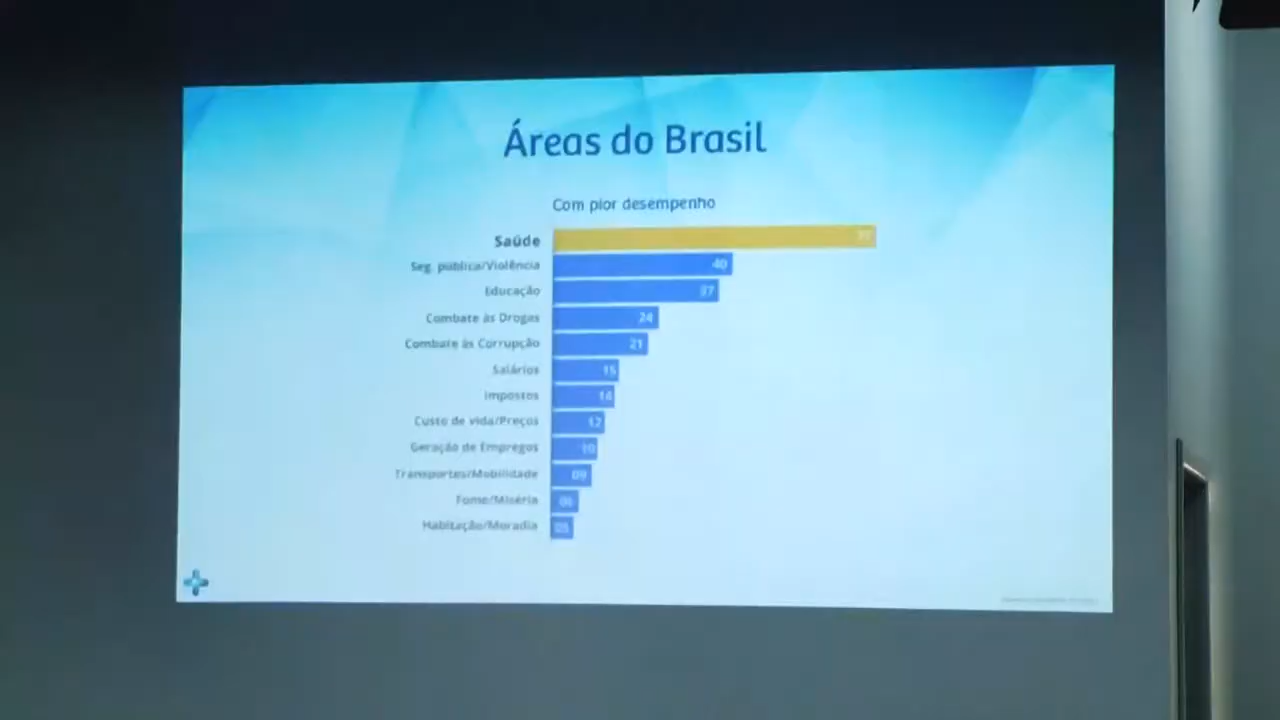 Áreas do Brasil
Com pior desempenho
Saúde
Seg. pública/Violência 40
Educação 37
Combate às Drogas 24
Combate às Corrupção 21
Salários 15
Impostos 14
Custo de vida/Preços 12
Geração de Empregos 10
Transportes/Mobilidade 09
Fome/Miséria 06
Habitação/Moradia 05